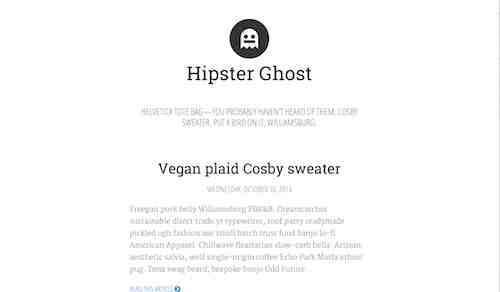 Hipster Ghost
HELVETICA TOTE BAG — YOU PROBABLY HAVEN'T HEARD OF THEM, COSBY
SWEATER, PUT A BIRD ON IT, WILLIAMSBURG.
Vegan plaid Cosby sweater
WEDNESDAY, OCTOBER
Freegan pork belly Williamsburg PBR&B. Dreamcatcher
sustainable direct trade yr typewriter, roof party readymade
pickled ugh fashion axe small batch trust fund banjo lo-fi
American Apparel. Chillwave flexitarian slow-carb bella. Artisan
aesthetic salvia, well single-origin coffee Echo Park Marfa
pug. Tonx swag beard, bespoke banjo Odd Future
READ THIS ARTICLE